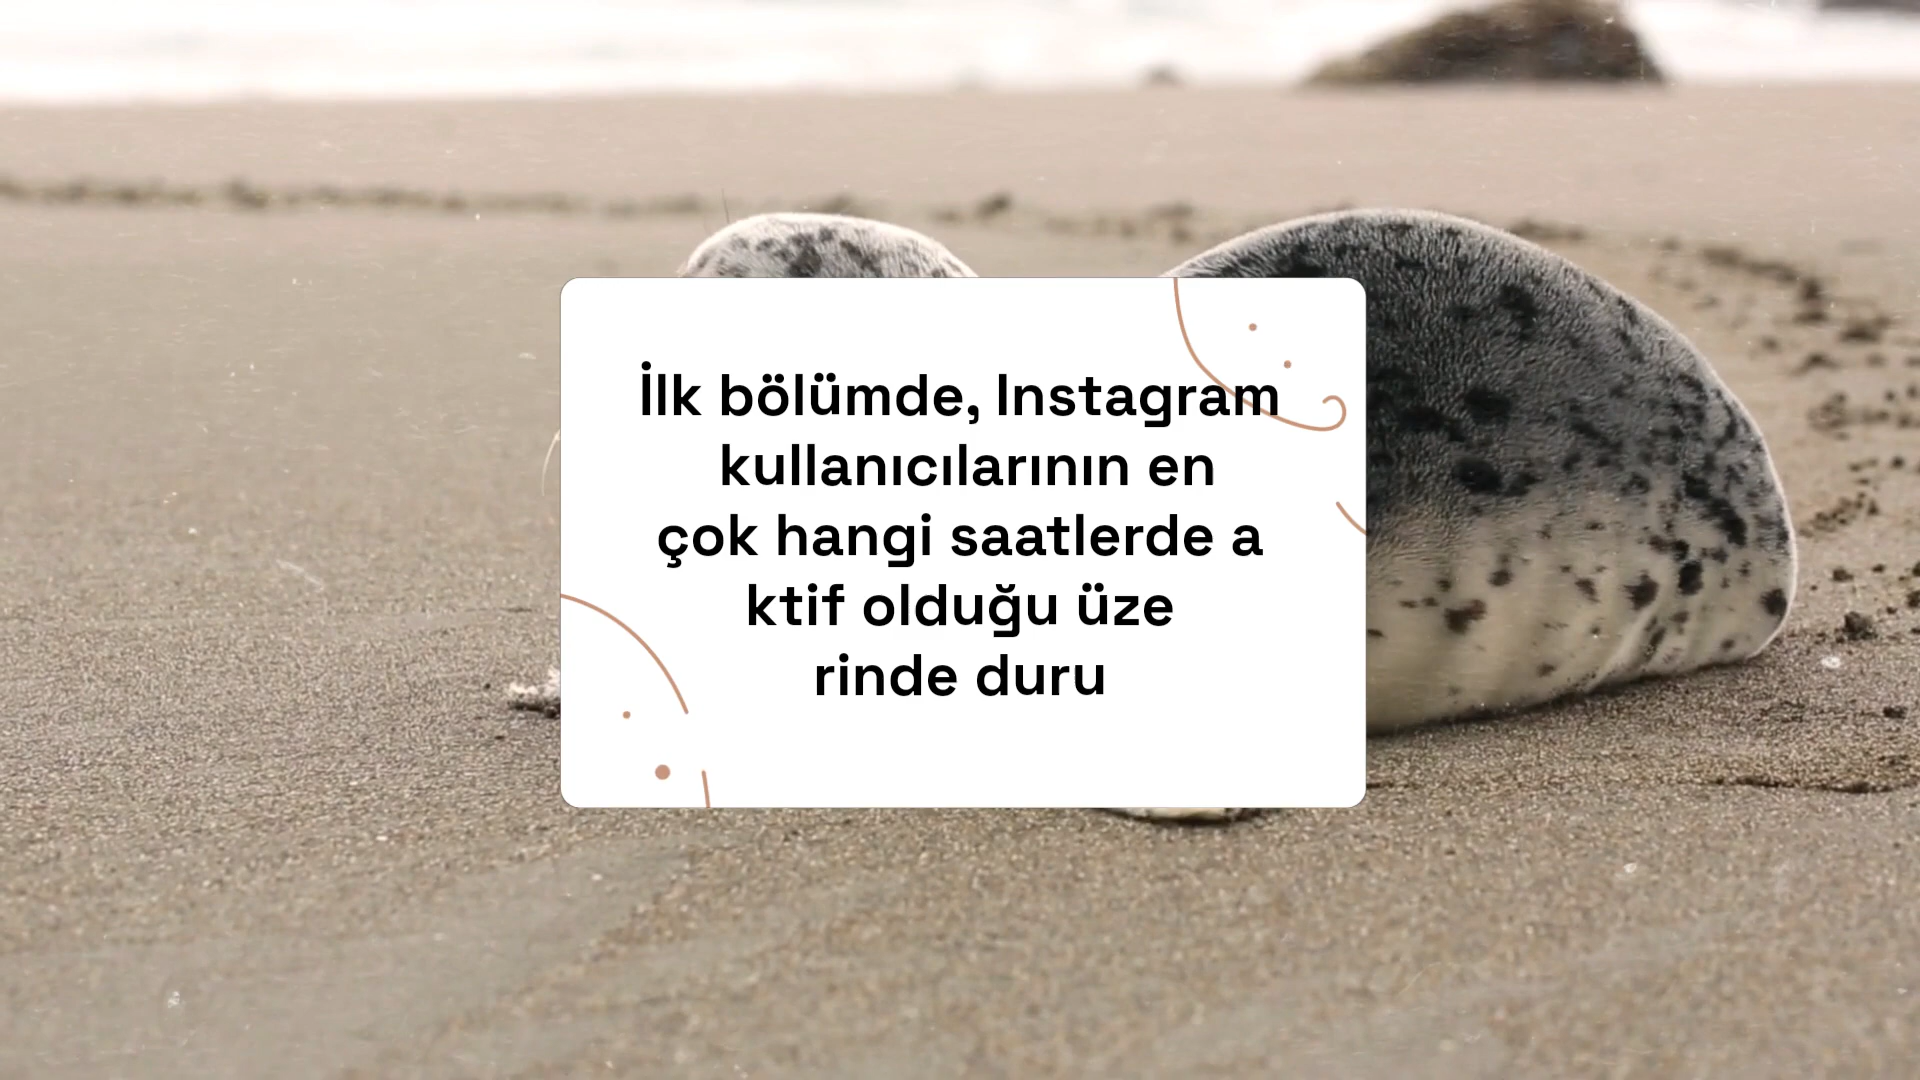 İlk bölümde, Instagram
kullanıcılarının en
çok hangi saatlerde a
ktif olduğu üze
rinde duru